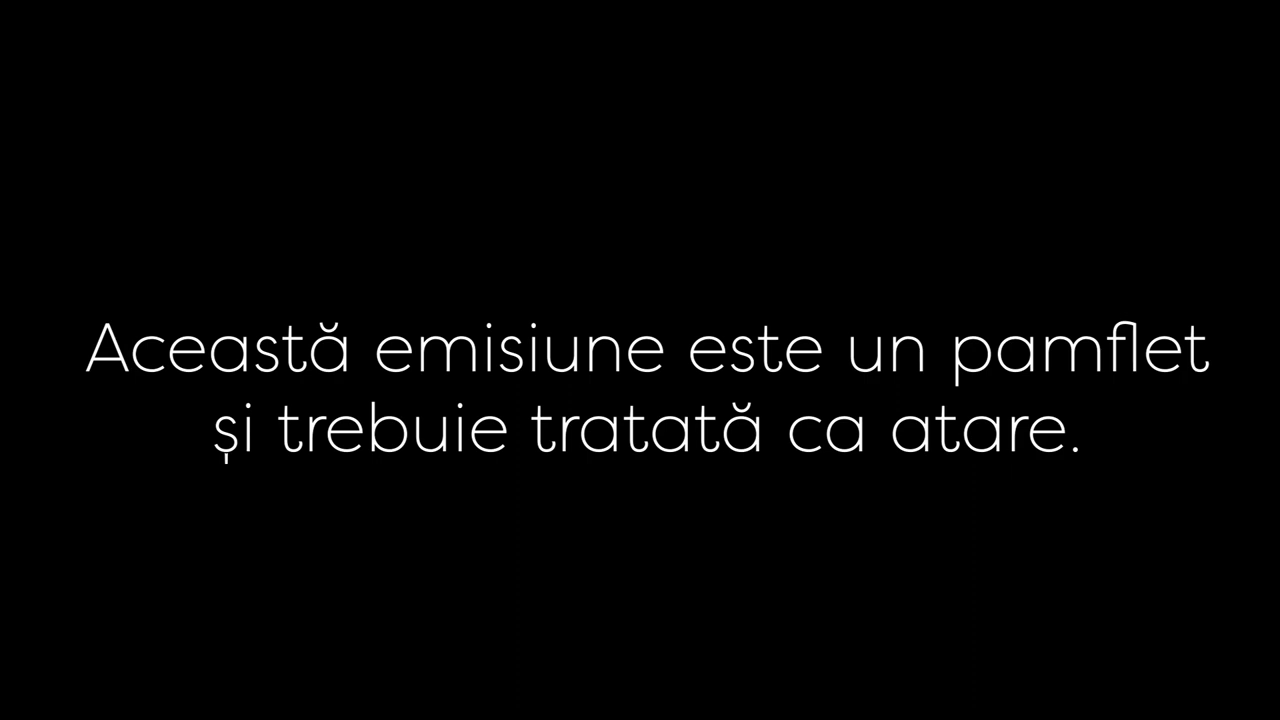 Această emisiune este un pamflet
și trebuie tratată ca atare.